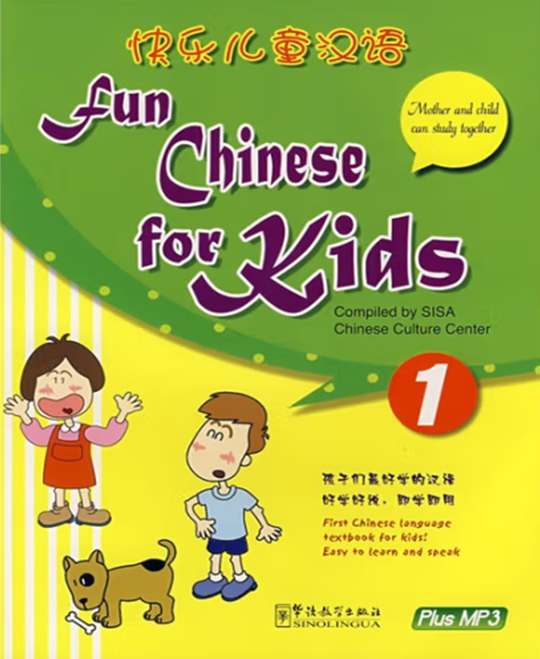 快乐儿童汉语
Fun
Chinese
for Kids
Mother and child
can study together
Compiled by SISA
Chinese Culture Center
1
孩子们最好学的汉语
好学好说，即学即用
First Chinese language
textbook for kids!
Easy to learn and speak
华语教学出版社
SINOLINGUA
Plus MP3